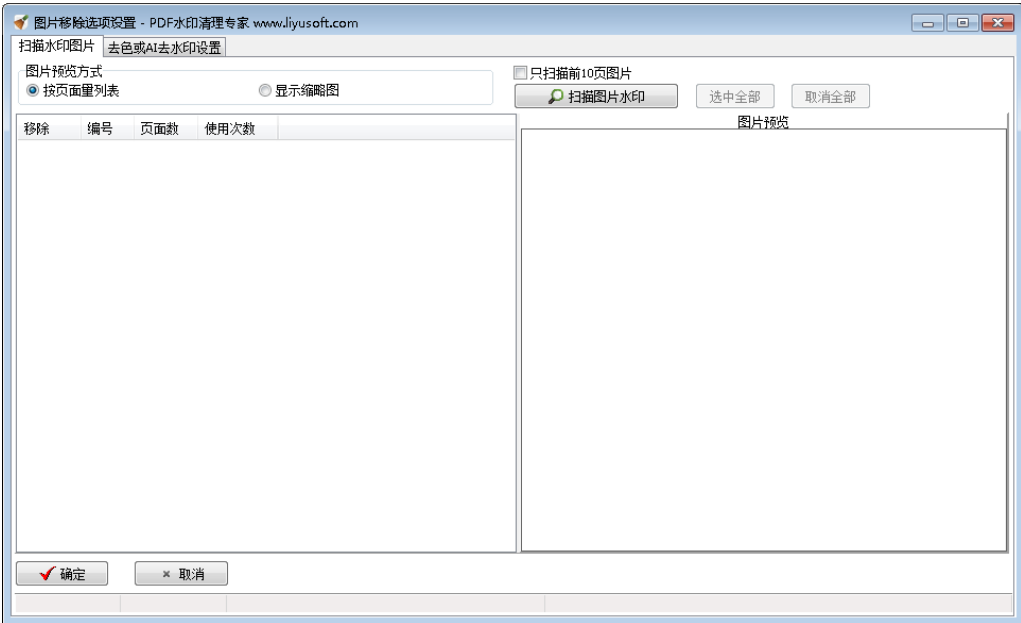 图片移除选项设置 - PDF水印清理专家 www.liyusoft.com
扫描水印图片 去色或AI去水印设置
图片预览方式
按页面量列表 显示缩略图
只扫描前10页图片
扫描图片水印 选中全部 取消全部
移除 编号 页面数 使用次数
图片预览
确定 取消